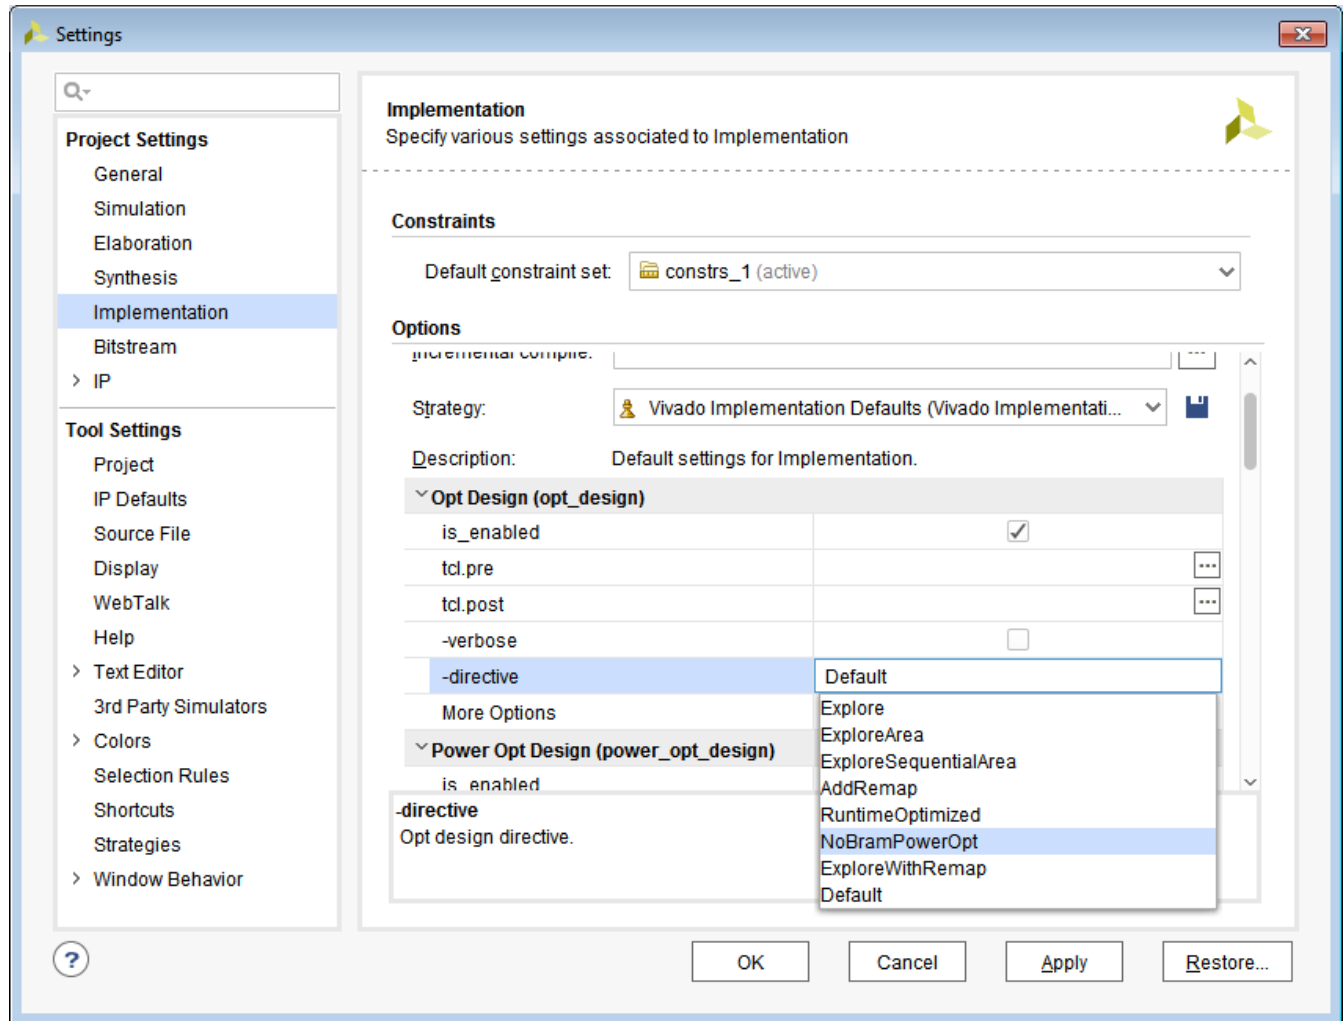 Settings
Project Settings
General
Simulation
Elaboration
Synthesis
Implementation
Bitstream
IP
Tool Settings
Project
IP Defaults
Source File
Display
WebTalk
Help
Text Editor
3rd Party Simulators
Colors
Selection Rules
Shortcuts
Strategies
Window Behavior
Implementation
Specify various settings associated to Implementation
Constraints
Default constraint set: constrs_1 (active)
Options
Incremental compile: ...
Strategy: Vivado Implementation Defaults (Vivado Implementati...
Description: Default settings for Implementation.
Opt Design (opt_design)
is_enabled
tcl.pre ...
tcl.post ...
-verbose
-directive Default
More Options
Power Opt Design (power_opt_design)
is_enabled
Explore
ExploreArea
ExploreSequentialArea
AddRemap
RuntimeOptimized
NoBramPowerOpt
ExploreWithRemap
Default
-directive
Opt design directive.
? OK Cancel Apply Restore...